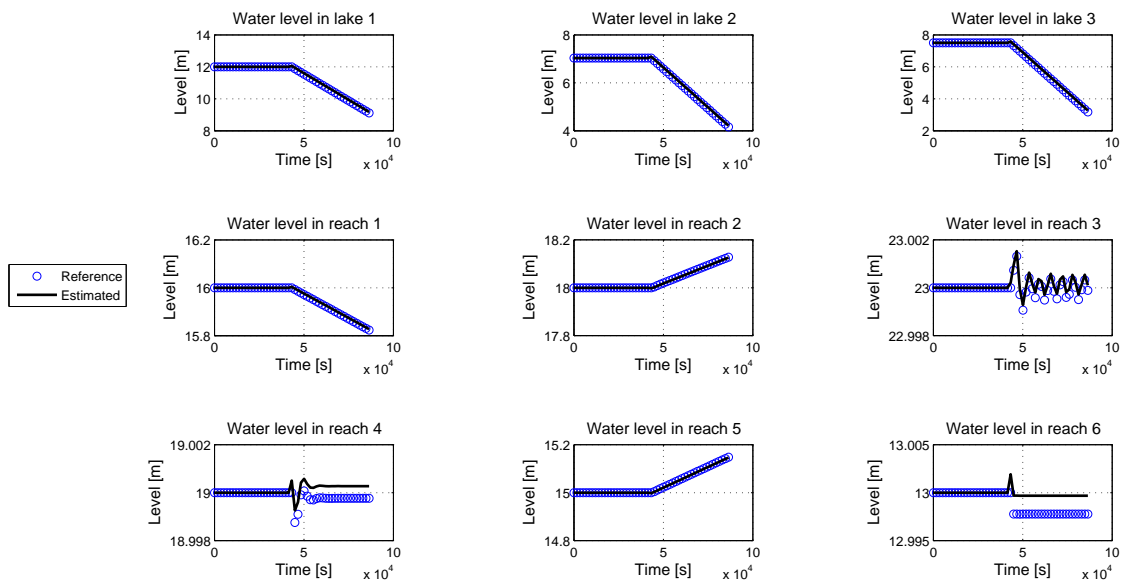 Water level in lake 1
14
12
10
8
Level [m]
0
5
10
Time [s]
x 10^4
Water level in lake 2
8
6
4
Level [m]
0
5
10
Time [s]
x 10^4
Water level in lake 3
8
6
4
2
Level [m]
0
5
10
Time [s]
x 10^4
Reference
Estimated
Water level in reach 1
16.2
16
15.8
Level [m]
0
5
10
Time [s]
x 10^4
Water level in reach 2
18.2
18
17.8
Level [m]
0
5
10
Time [s]
x 10^4
Water level in reach 3
23.002
23
22.998
Level [m]
0
5
10
Time [s]
x 10^4
Water level in reach 4
19.002
19
18.998
Level [m]
0
5
10
Time [s]
x 10^4
Water level in reach 5
15.2
15
14.8
Level [m]
0
5
10
Time [s]
x 10^4
Water level in reach 6
13.005
13
12.995
Level [m]
0
5
10
Time [s]
x 10^4